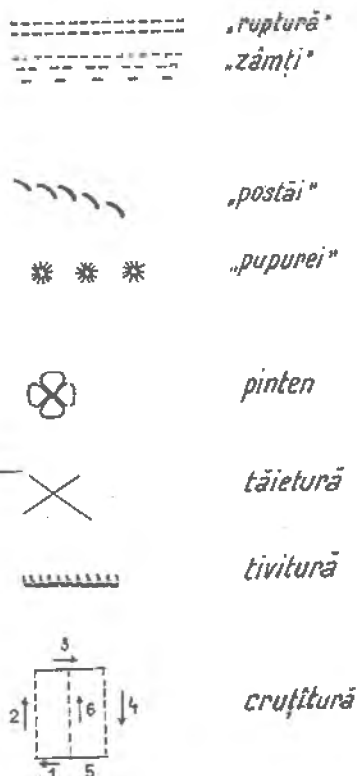 „ruptură"
„zâmți"
„postăi"
„pupurei"
pinten
tăietură
tivitură
3
2 6 4 cruțitură
1 5